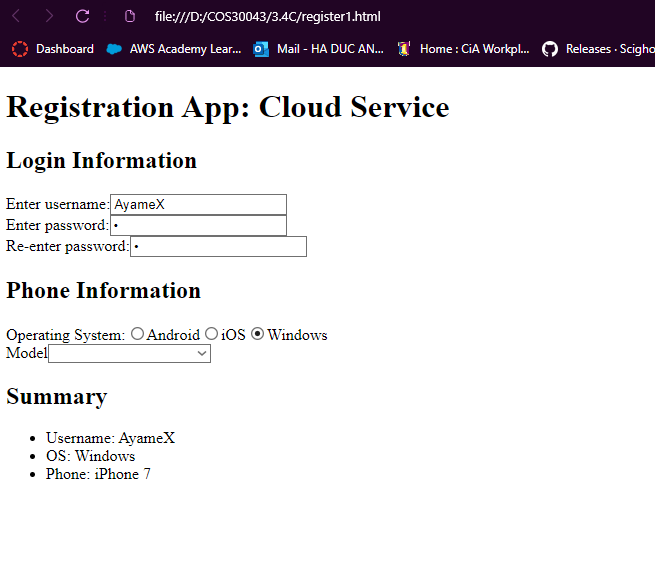 file:///D:/COS30043/3.4C/register1.html
Dashboard AWS Academy Lear... Mail - HA DUC AN... Home : CiA Workpl... Releases · Scigho
Registration App: Cloud Service
Login Information
Enter username: AyameX
Enter password: •
Re-enter password: •
Phone Information
Operating System: Android iOS Windows
Model
Summary
• Username: AyameX
• OS: Windows
• Phone: iPhone 7